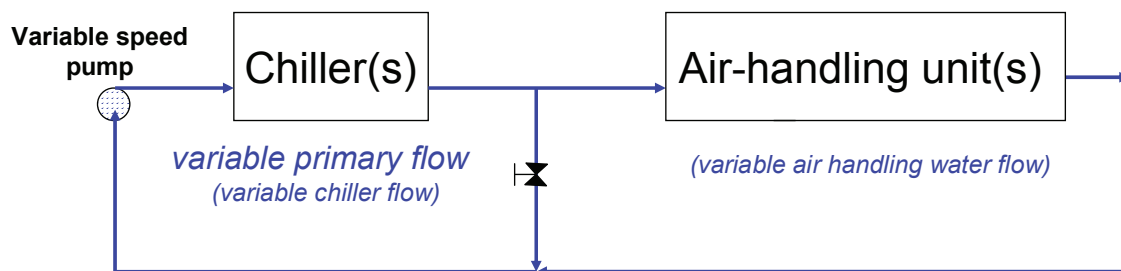 Variable speed
pump
Chiller(s)
Air-handling unit(s)
variable primary flow
(variable chiller flow)
(variable air handling water flow)